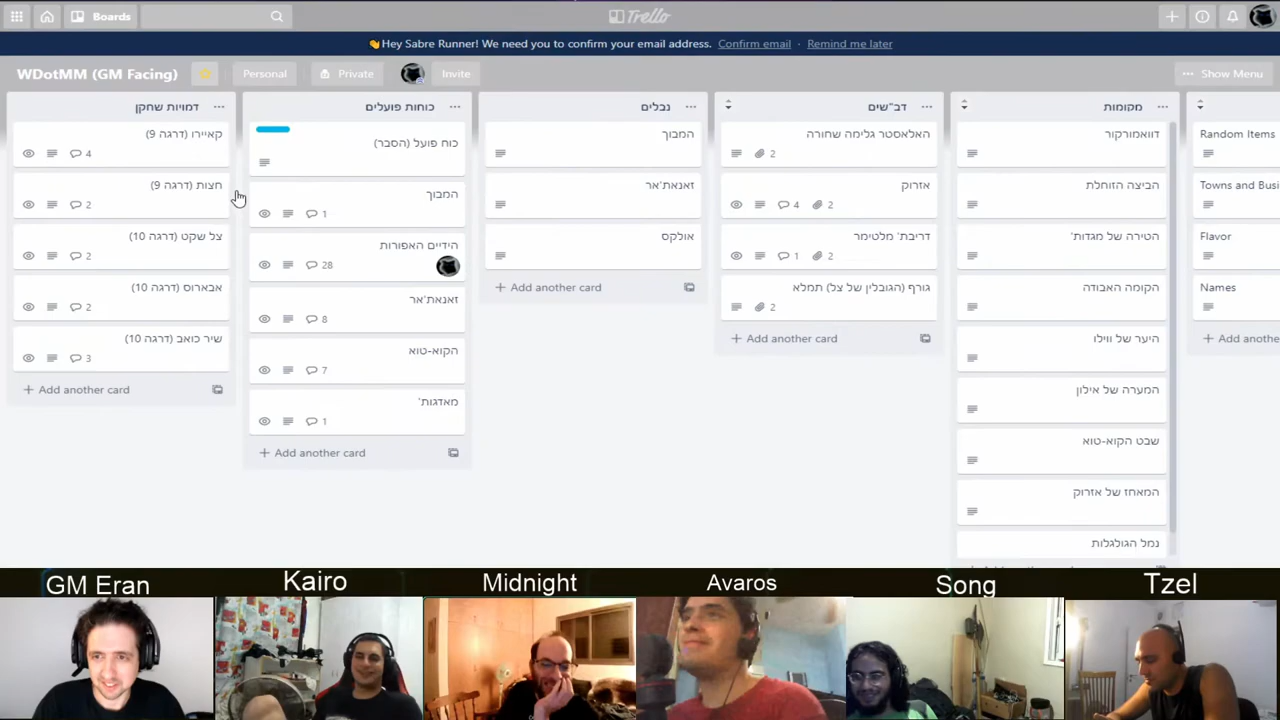 Boards
Trello
👋Hey Sabre Runner! We need you to confirm your email address. Confirm email · Remind me later
WDotMM (GM Facing)
Personal
Private
Invite
Show Menu
דמויות שחקן
קאיירו (דרגה 9)
4
חצות (דרגה 9)
2
צל שקט (דרגה 10)
2
אבארוס (דרגה 10)
2
שיר כואב (דרגה 10)
3
+ Add another card
כוחות פועלים
כוח פועל (הסבר)
המבוך
1
הידיים האפורות
28
זאנאת'אר
8
הקוא-טוא
7
מאדגות'
1
+ Add another card
נבלים
המבוך
זאנאת'אר
אולקס
+ Add another card
דב"שים
האלאסטר גלימה שחורה
2
אזרוק
4 2
דריבת' מלטימר
1 2
גורף (הגובלין של צל) תמלא
2
+ Add another card
מקומות
דוואמורקור
הביצה הזוחלת
הטירה של מגדות'
הקומה האבודה
היער של ווילו
המערה של אילון
שבט הקוא-טוא
המאחז של אזרוק
נמל הגולגלות
Random Items
Towns and Busi
Flavor
Names
+ Add anothe
GM Eran
Kairo
Midnight
Avaros
Song
Tzel